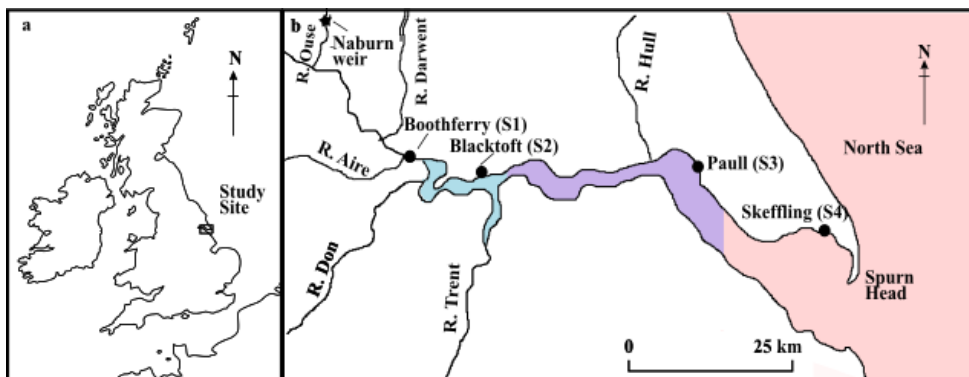 a
N
Study
Site
b
R. Ouse
Naburn
weir
R. Darwent
R. Hull
N
Boothferry (S1)
Blacktoft (S2)
R. Aire
Paull (S3)
North Sea
Skeffling (S4)
R. Don
R. Trent
Spurn
Head
0
25 km